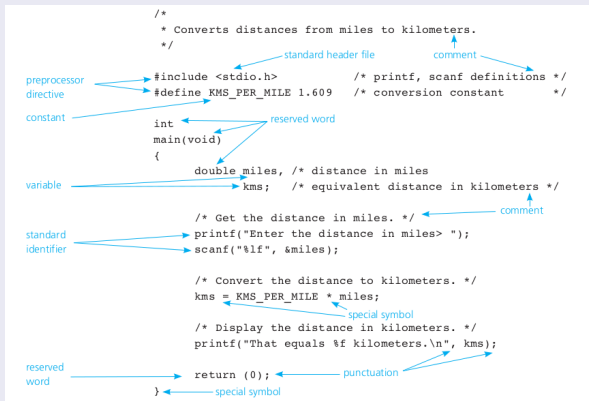 /*
* Converts distances from miles to kilometers.
*/
standard header file comment
preprocessor directive
#include <stdio.h> /* printf, scanf definitions */
#define KMS_PER_MILE 1.609 /* conversion constant */
constant
int
reserved word
main(void)
{
double miles, /* distance in miles
variable
kms; /* equivalent distance in kilometers */
comment
/* Get the distance in miles. */
standard identifier
printf("Enter the distance in miles> ");
scanf("%lf", &miles);
/* Convert the distance to kilometers. */
kms = KMS_PER_MILE * miles;
special symbol
/* Display the distance in kilometers. */
printf("That equals %f kilometers.\n", kms);
reserved word
return (0);
punctuation
}
special symbol